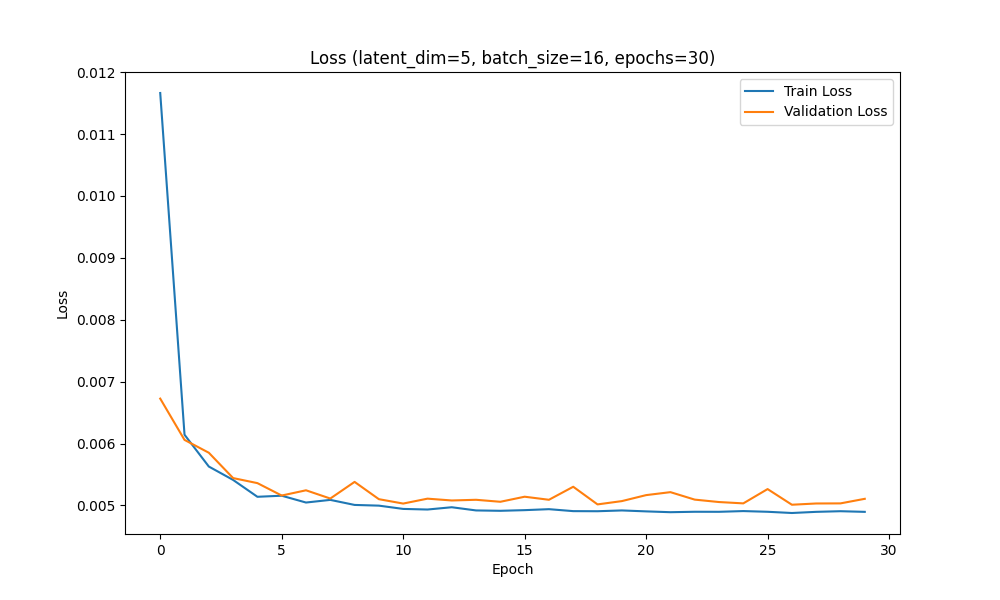 Loss (latent_dim=5, batch_size=16, epochs=30)
0.012
0.011
0.010
0.009
0.008
0.007
0.006
0.005
Loss
Train Loss
Validation Loss
0 5 10 15 20 25 30
Epoch